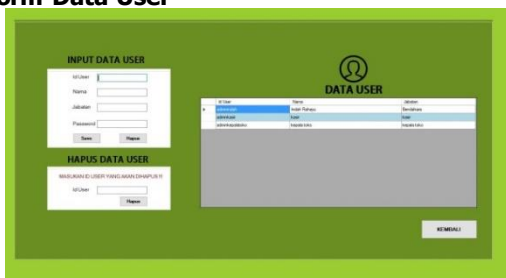 Form Data User
INPUT DATA USER
Id User
Nama
Jabatan
Password
Save Hapus
HAPUS DATA USER
MASUKAN ID USER YANG AKAN DIHAPUS !!!
Id User
Hapus
DATA USER
Id User Nama Jabatan
Indah Rahayu Bendahara
kasir kasir
kepala toko kepala toko
KEMBALI